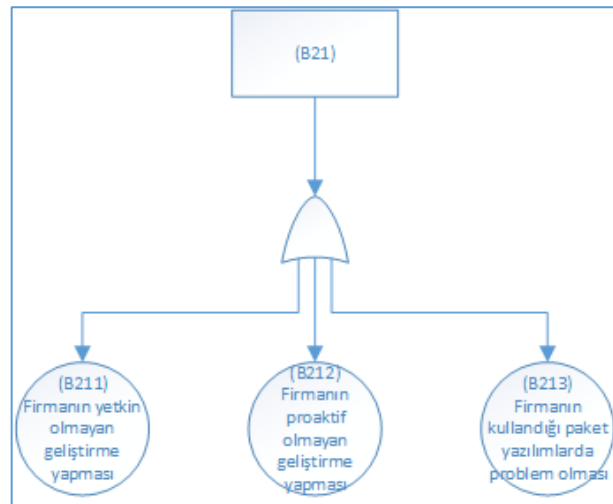 (B21)
(B211)
Firmanın yetkin
olmayan
geliştirme
yapması
(B212)
Firmanın
proaktif
olmayan
geliştirme
yapması
(B213)
Firmanın
kullandığı paket
yazılımlarda
problem olması